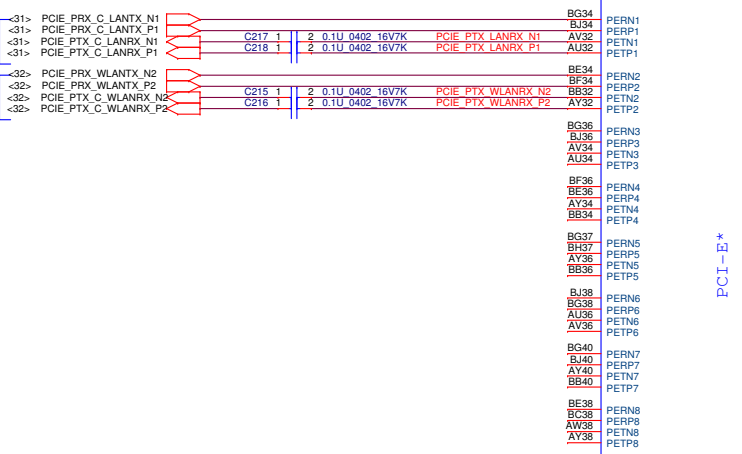 <31> PCIE_PRX_C_LANTX_N1 BG34 PERN1
<31> PCIE_PRX_C_LANTX_P1 BJ34 PERP1
<31> PCIE_PTX_C_LANRX_N1 C217 1 2 0.1U_0402_16V7K PCIE_PTX_LANRX_N1 AV32 PETN1
<31> PCIE_PTX_C_LANRX_P1 C218 1 2 0.1U_0402_16V7K PCIE_PTX_LANRX_P1 AU32 PETP1
<32> PCIE_PRX_WLANTX_N2 BE34 PERN2
<32> PCIE_PRX_WLANTX_P2 BF34 PERP2
<32> PCIE_PTX_C_WLANRX_N2 C215 1 2 0.1U_0402_16V7K PCIE_PTX_WLANRX_N2 BB32 PETN2
<32> PCIE_PTX_C_WLANRX_P2 C216 1 2 0.1U_0402_16V7K PCIE_PTX_WLANRX_P2 AY32 PETP2
BG36 PERN3
BJ36 PERP3
AV34 PETN3
AU34 PETP3
BF36 PERN4
BE36 PERP4
AY34 PETN4
BB34 PETP4
PCI-E*
BG37 PERN5
BH37 PERP5
AY36 PETN5
BB36 PETP5
BJ38 PERN6
BG38 PERP6
AU36 PETN6
AV36 PETP6
BG40 PERN7
BJ40 PERP7
AY40 PETN7
BB40 PETP7
BE38 PERN8
BC38 PERP8
AW38 PETN8
AY38 PETP8